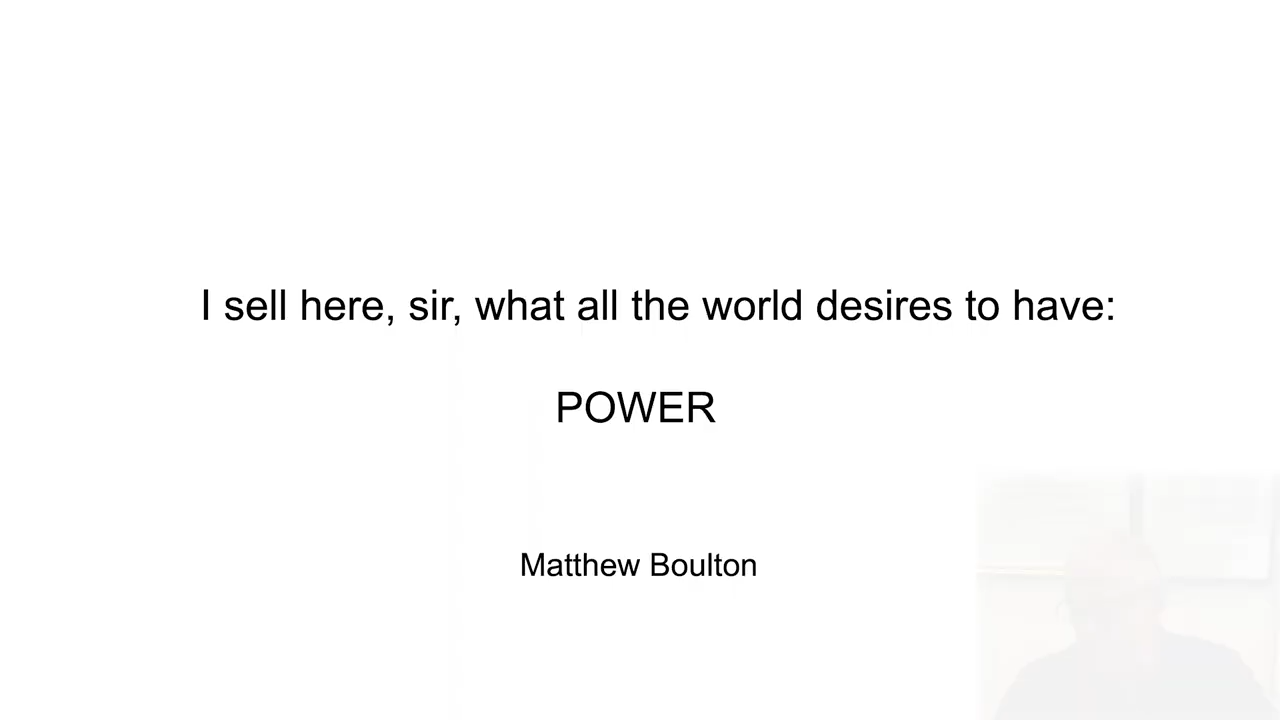 I sell here, sir, what all the world desires to have:
POWER
Matthew Boulton